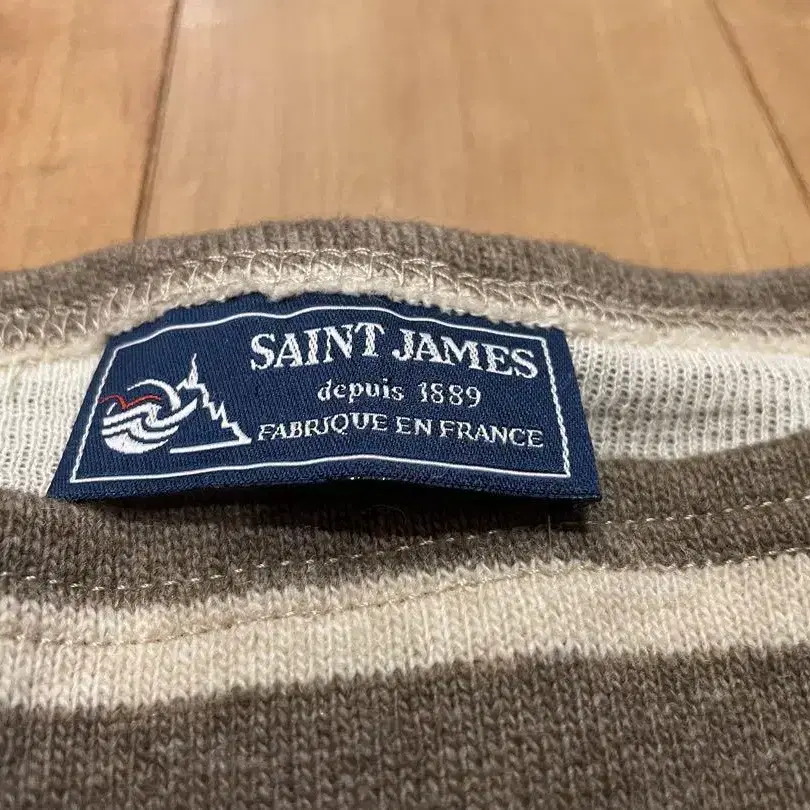 SAINT JAMES
depuis 1889
FABRIQUE EN FRANCE